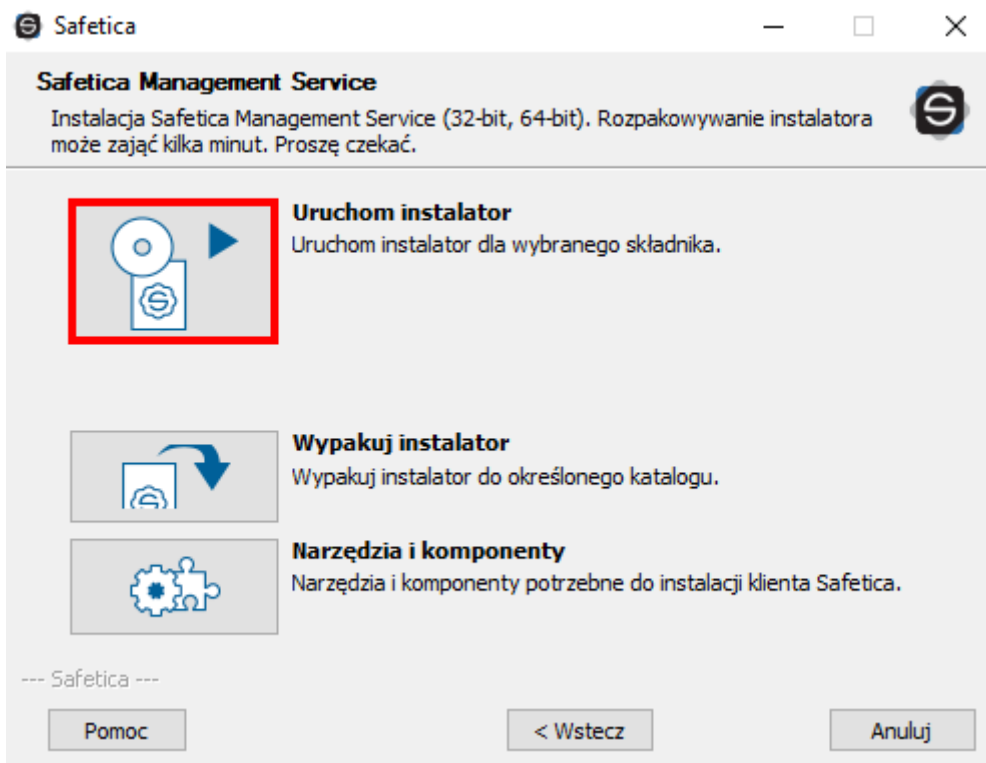 Safetica
Safetica Management Service
Instalacja Safetica Management Service (32-bit, 64-bit). Rozpakowywanie instalatora
może zająć kilka minut. Proszę czekać.
Uruchom instalator
Uruchom instalator dla wybranego składnika.
Wypakuj instalator
Wypakuj instalator do określonego katalogu.
Narzędzia i komponenty
Narzędzia i komponenty potrzebne do instalacji klienta Safetica.
--- Safetica ---
Pomoc
< Wstecz
Anuluj